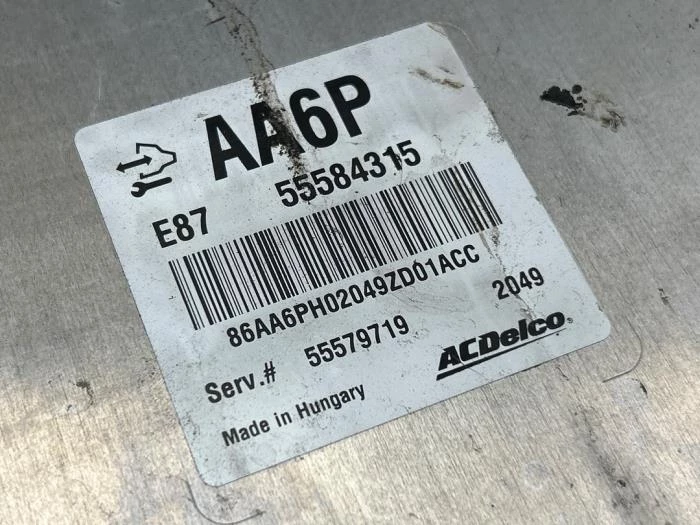 AA6P
E87 55584315
86AA6PH02049ZD01ACC
Serv.# 55579719 2049
Made in Hungary ACDelco